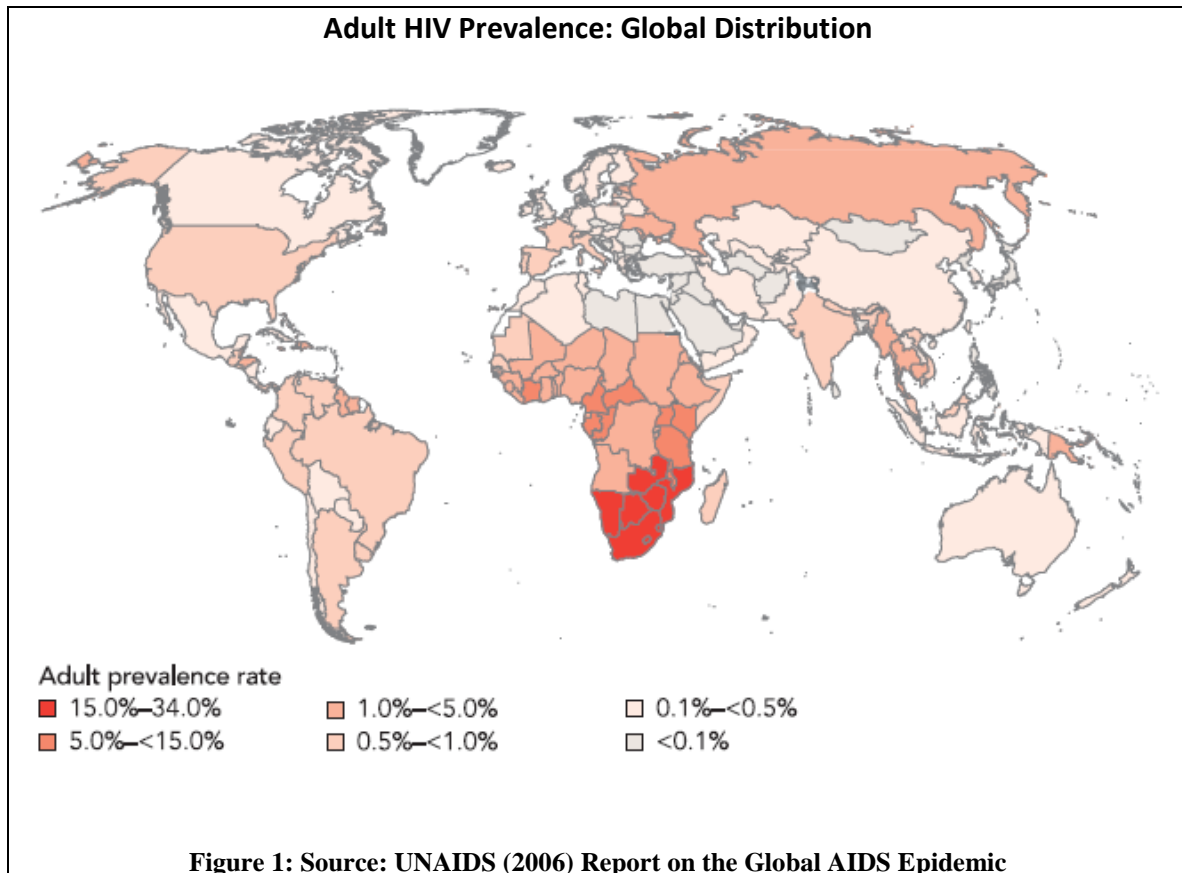 Adult HIV Prevalence: Global Distribution
Adult prevalence rate
15.0%–34.0%
5.0%–<15.0%
1.0%–<5.0%
0.5%–<1.0%
0.1%–<0.5%
<0.1%
Figure 1: Source: UNAIDS (2006) Report on the Global AIDS Epidemic